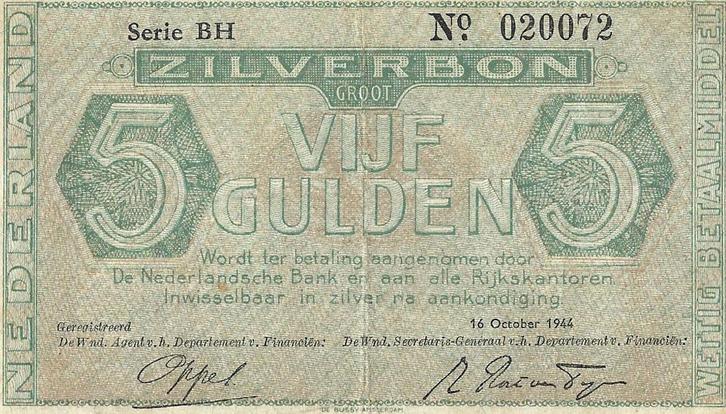 Serie BH
Nº 020072
ZILVERBON
GROOT
5 VIJF 5
GULDEN
Wordt ter betaling aangenomen door
De Nederlandsche Bank en aan alle Rijkskantoren.
Inwisselbaar in zilver na aankondiging.
Geregistreerd
16 October 1944
De Wnd. Agent v.h. Departement v. Financiën:
De Wnd. Secretaris-Generaal v.h. Departement v. Financiën:
Oppel.
DE BUSSY AMSTERDAM
NEDERLAND
WETTIG BETAALMIDDEL